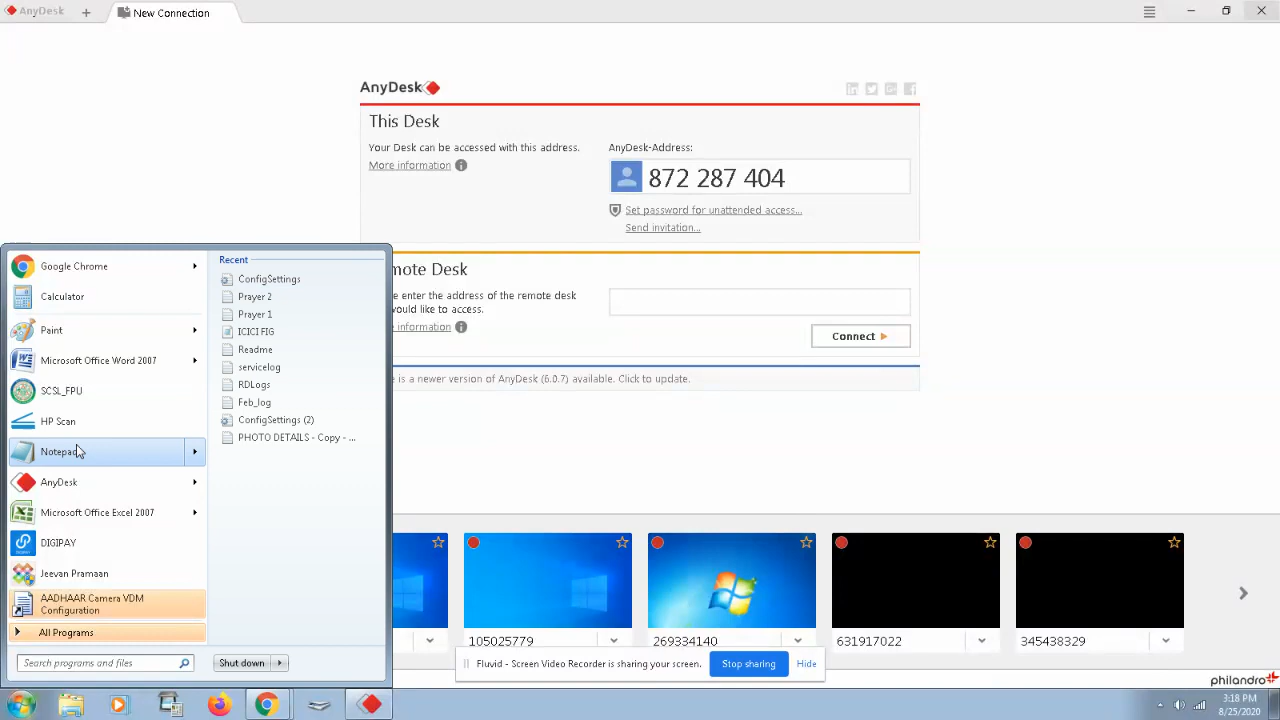 AnyDesk
New Connection
AnyDesk
This Desk
Your Desk can be accessed with this address.
More information
AnyDesk-Address:
872 287 404
Set password for unattended access...
Send invitation...
mote Desk
enter the address of the remote desk
ould like to access.
information
Connect
is a newer version of AnyDesk (6.0.7) available. Click to update.
Google Chrome
Calculator
Paint
Microsoft Office Word 2007
SCSL_FPU
HP Scan
Notepad
AnyDesk
Microsoft Office Excel 2007
DIGIPAY
Jeevan Pramaan
AADHAAR Camera VDM
Configuration
All Programs
Search programs and files
Shut down
Recent
ConfigSettings
Prayer 2
Prayer 1
ICICI FIG
Readme
servicelog
RDLogs
Feb_log
ConfigSettings (2)
PHOTO DETAILS - Copy - ...
105025779
269334140
631917022
345438329
Fluvid - Screen Video Recorder is sharing your screen.
Stop sharing
Hide
philandro
3:18 PM
8/25/2020